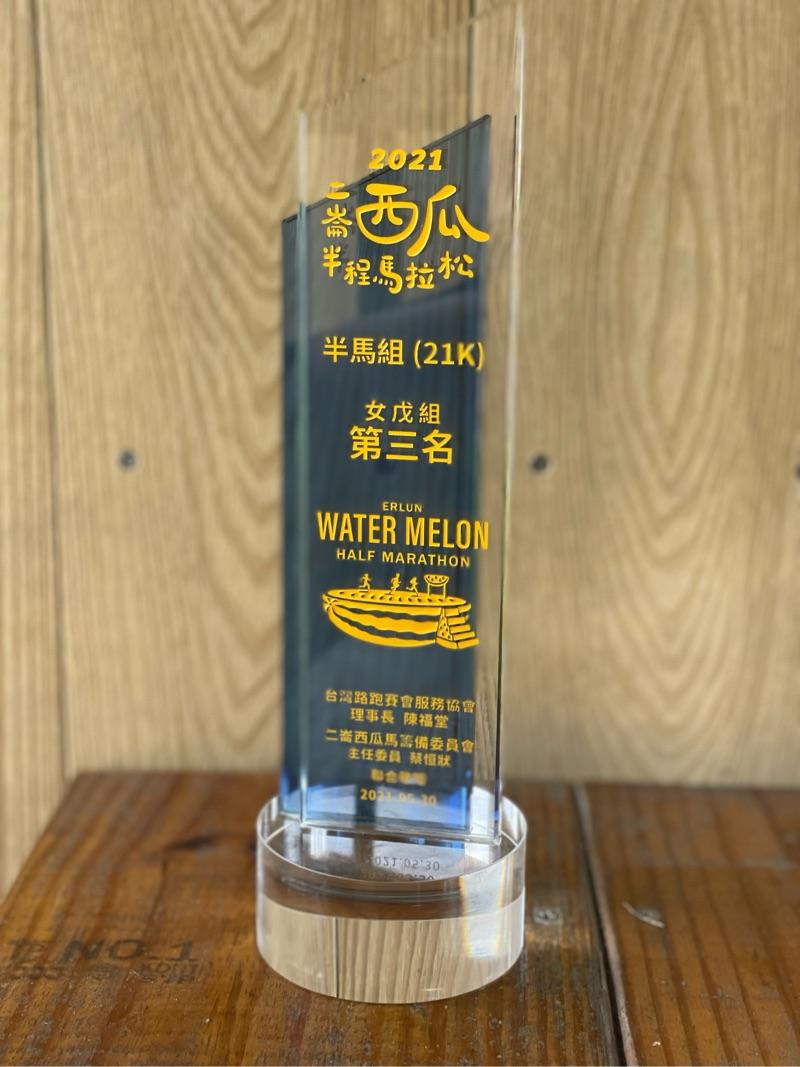 2021
二崙西瓜
半程馬拉松
半馬組 (21K)
女戊組
第三名
ERLUN
WATER MELON
HALF MARATHON
台灣路跑賽會服務協會
理事長 陳福堂
二崙西瓜馬籌備委員會
主任委員 蔡恒狀
2021.05.30
NO.1